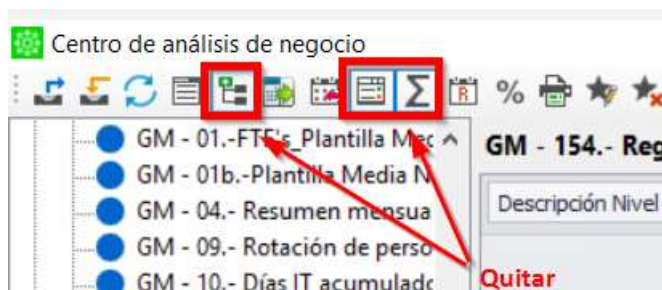 Centro de análisis de negocio
R %
GM - 01.-FTE's_Plantilla Mec
GM - 01b.-Plantilla Media N
GM - 04.- Resumen mensua
GM - 09.- Rotación de perso
GM - 10.- Días IT acumulado
GM - 154.- Reg
Descripción Nivel
Quitar